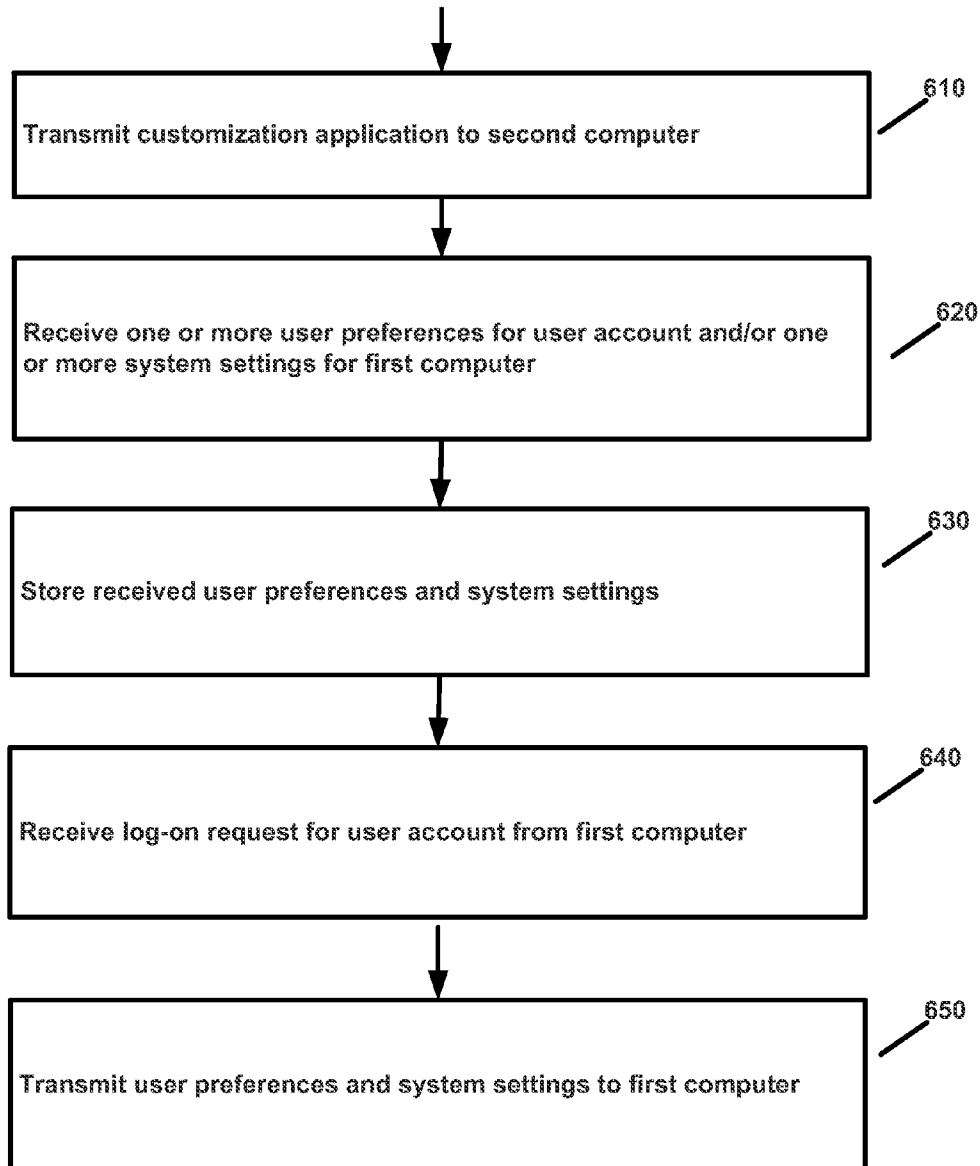 610
Transmit customization application to second computer
620
Receive one or more user preferences for user account and/or one
or more system settings for first computer
630
Store received user preferences and system settings
640
Receive log-on request for user account from first computer
650
Transmit user preferences and system settings to first computer